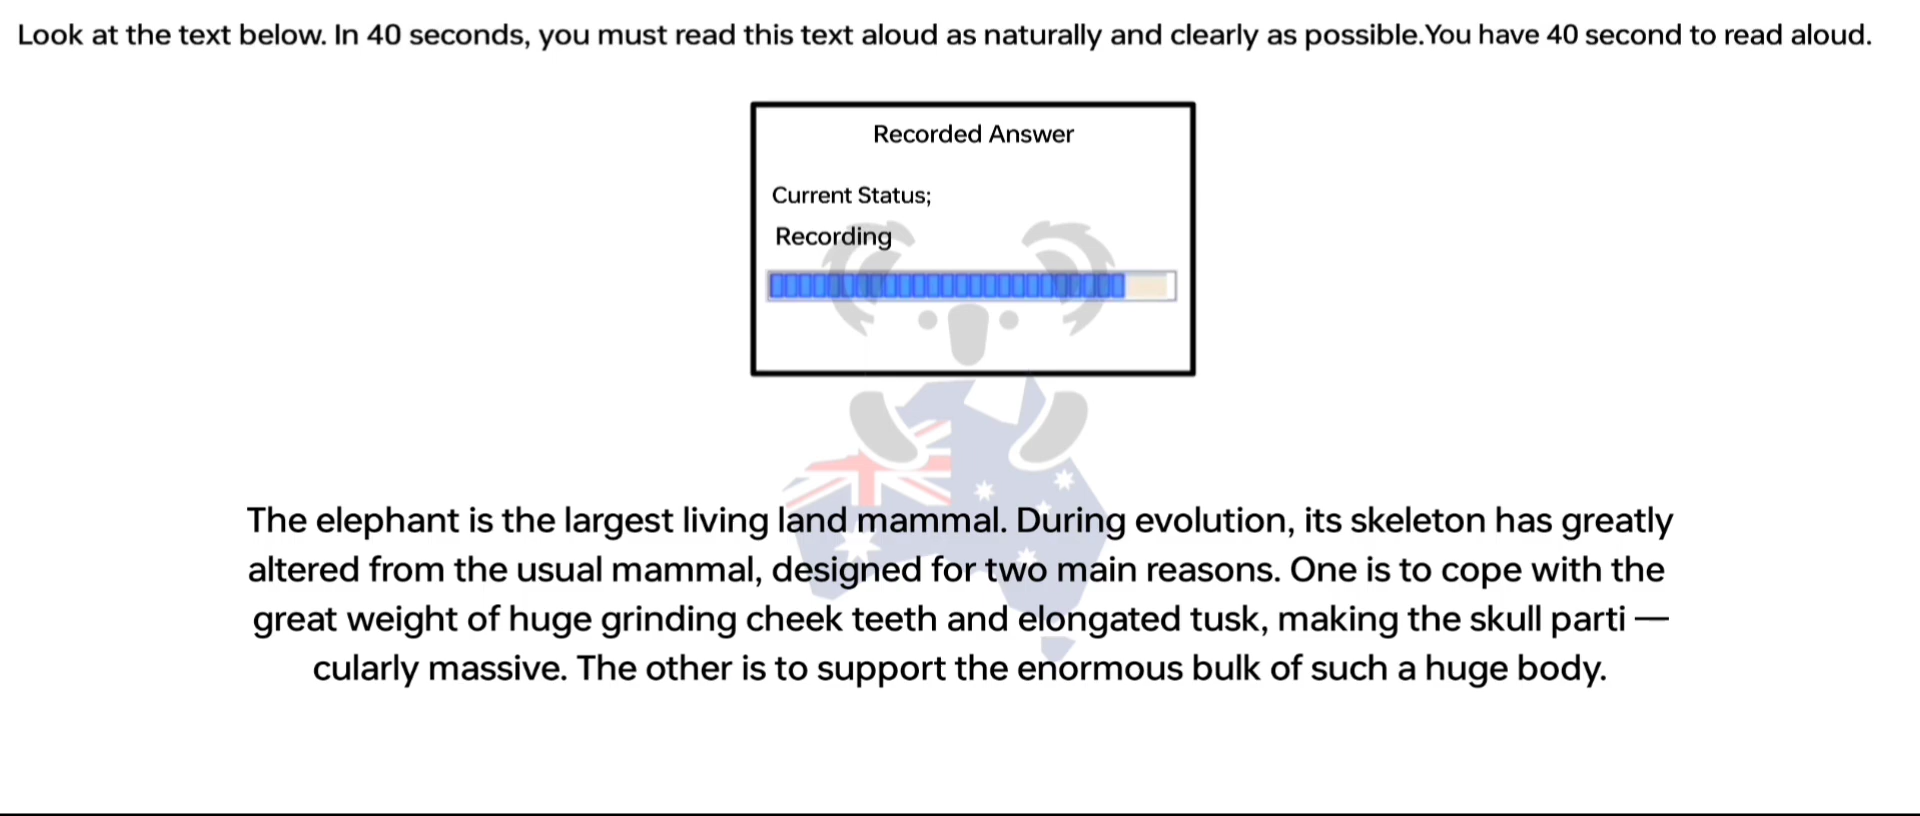 Look at the text below. In 40 seconds, you must read this text aloud as naturally and clearly as possible.You have 40 second to read aloud.
Recorded Answer
Current Status;
Recording
The elephant is the largest living land mammal. During evolution, its skeleton has greatly
altered from the usual mammal, designed for two main reasons. One is to cope with the
great weight of huge grinding cheek teeth and elongated tusk, making the skull parti —
cularly massive. The other is to support the enormous bulk of such a huge body.